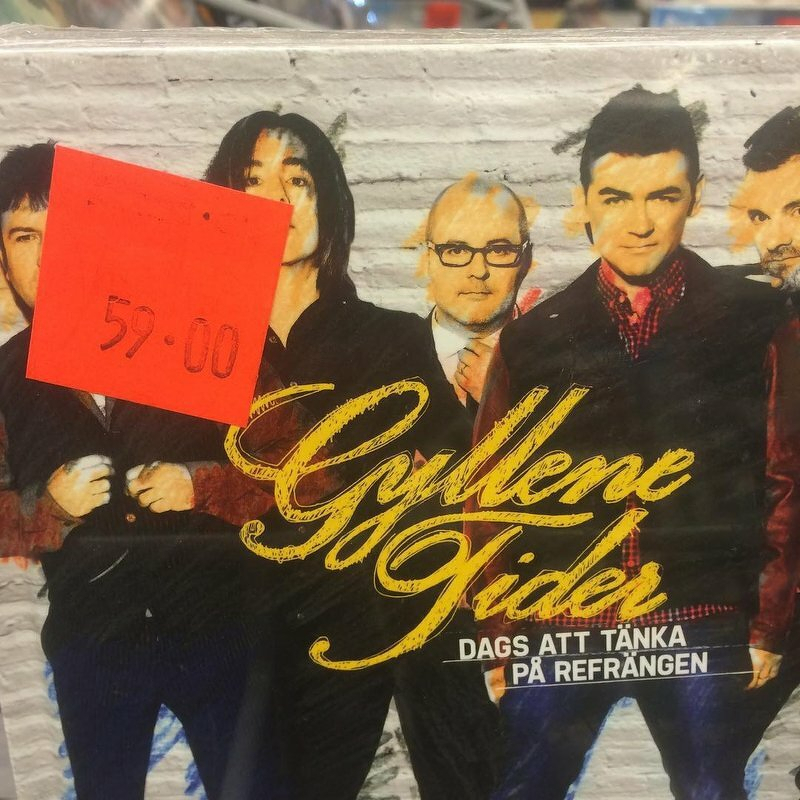 59.00
Gyllene
Tider
DAGS ATT TÄNKA
PÅ REFRÄNGEN